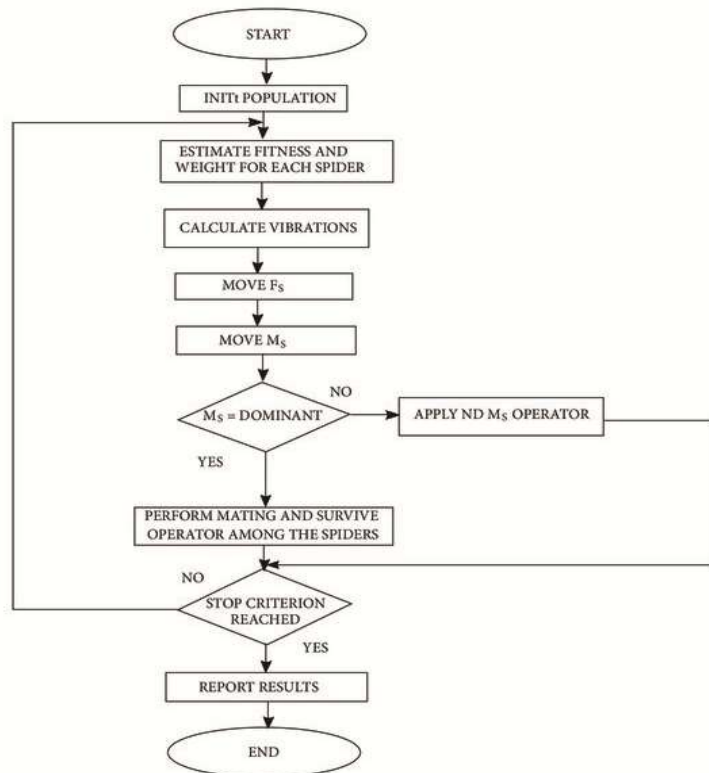 START
INITt POPULATION
ESTIMATE FITNESS AND
WEIGHT FOR EACH SPIDER
CALCULATE VIBRATIONS
MOVE FS
MOVE MS
MS = DOMINANT
NO
APPLY ND MS OPERATOR
YES
PERFORM MATING AND SURVIVE
OPERATOR AMONG THE SPIDERS
NO
STOP CRITERION
REACHED
YES
REPORT RESULTS
END